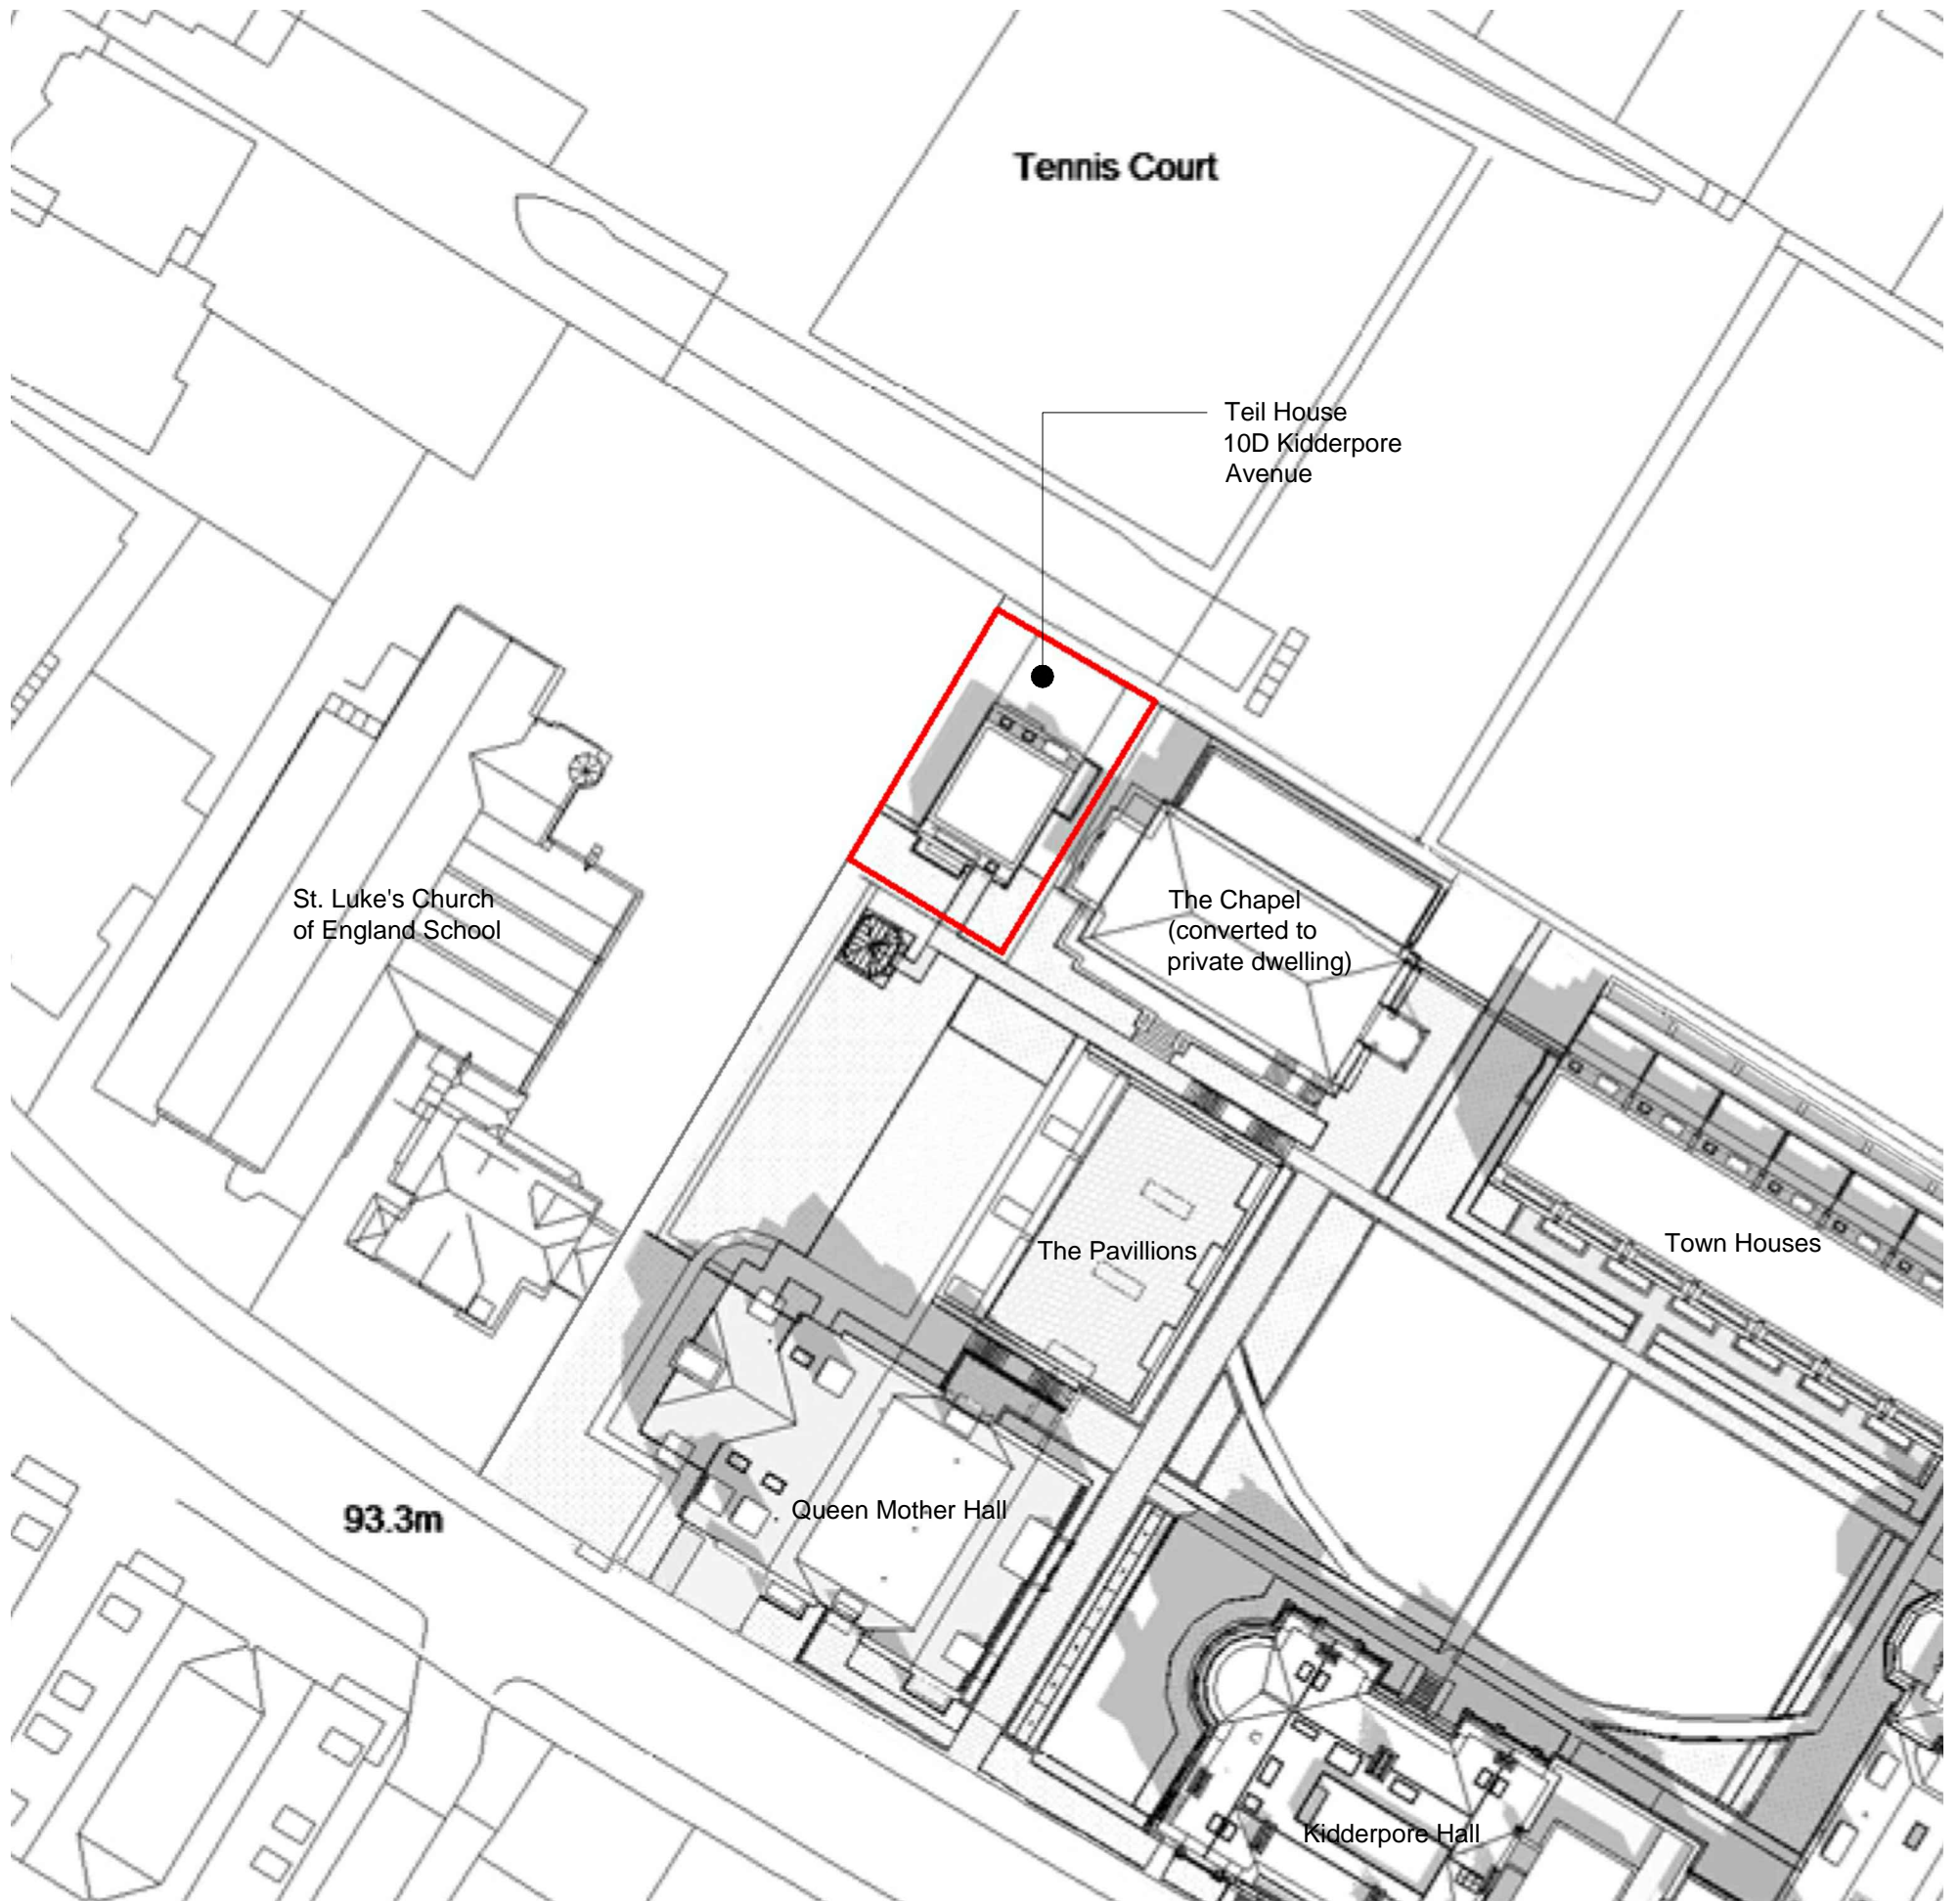 Tennis Court
Teil House
10D Kidderpore
Avenue
St. Luke's Church
of England School
The Chapel
(converted to
private dwelling)
The Pavillions
Town Houses
Queen Mother Hall
93.3m
Kidderpore Hall